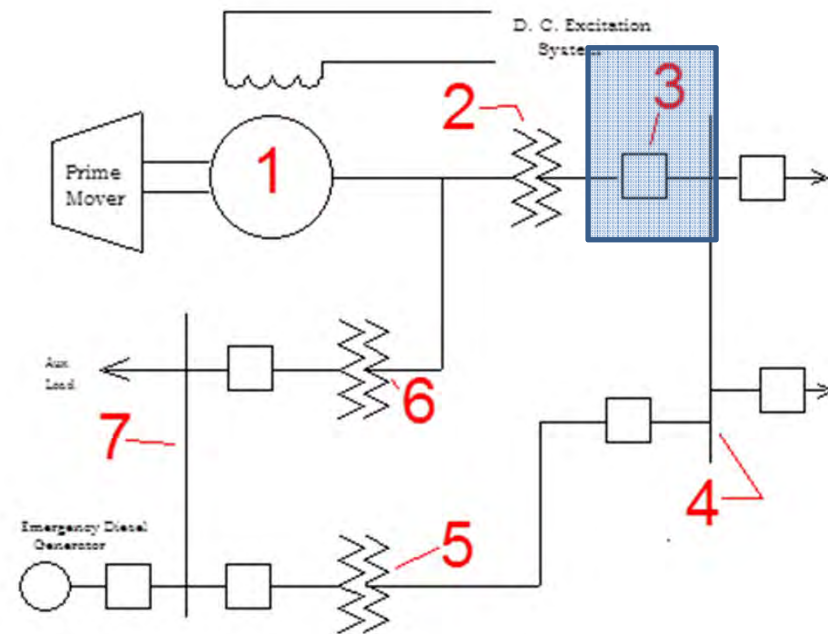 D. C. Excitation
System
2
3
1
Prime
Mover
Aux.
Load
6
7
4
Emergency Diesel
Generator
5